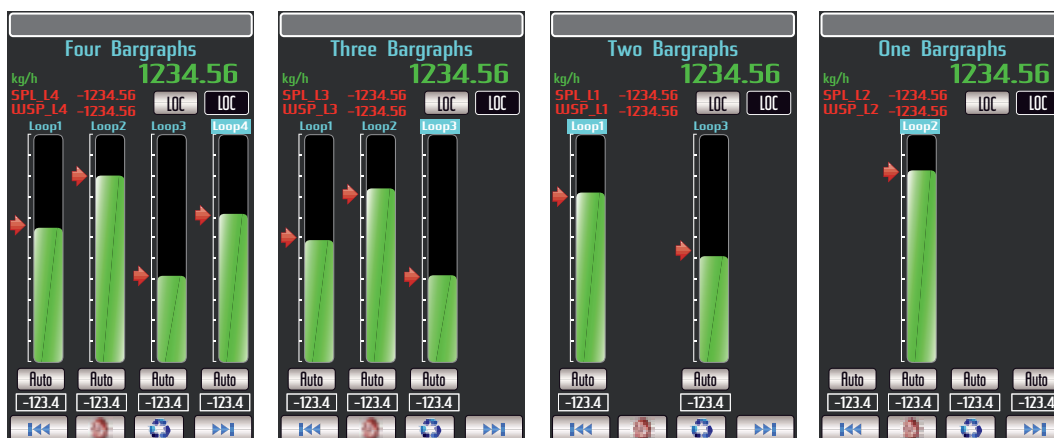 Four Bargraphs
kg/h 1234.56
SPL_L4 -1234.56
WSP_L4 -1234.56
LOC LOC
Loop1 Loop2 Loop3 Loop4
Auto Auto Auto Auto
-123.4 -123.4 -123.4 -123.4
Three Bargraphs
kg/h 1234.56
SPL_L3 -1234.56
WSP_L3 -1234.56
LOC LOC
Loop1 Loop2 Loop3
Auto Auto Auto
-123.4 -123.4 -123.4
Two Bargraphs
kg/h 1234.56
SPL_L1 -1234.56
WSP_L1 -1234.56
LOC LOC
Loop1 Loop3
Auto Auto
-123.4 -123.4
One Bargraphs
kg/h 1234.56
SPL_L2 -1234.56
WSP_L2 -1234.56
LOC LOC
Loop2
Auto Auto Auto Auto
-123.4 -123.4 -123.4 -123.4